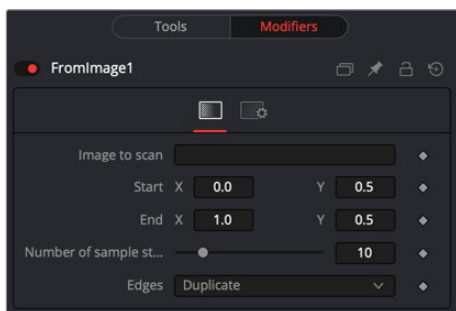 Tools Modifiers
FromImage1
Image to scan
Start X 0.0 Y 0.5
End X 1.0 Y 0.5
Number of sample st... 10
Edges Duplicate